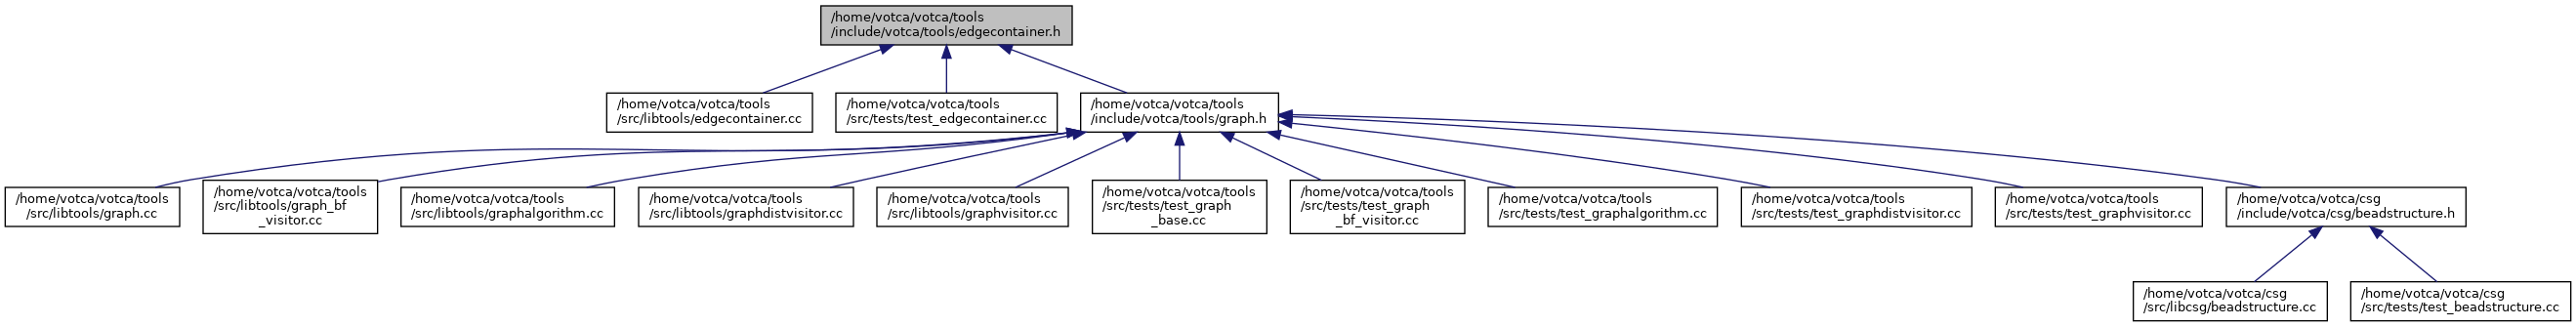 /home/votca/votca/tools
/include/votca/tools/edgecontainer.h
/home/votca/votca/tools
/src/libtools/edgecontainer.cc
/home/votca/votca/tools
/src/tests/test_edgecontainer.cc
/home/votca/votca/tools
/include/votca/tools/graph.h
/home/votca/votca/tools
/src/libtools/graph.cc
/home/votca/votca/tools
/src/libtools/graph_bf
_visitor.cc
/home/votca/votca/tools
/src/libtools/graphalgorithm.cc
/home/votca/votca/tools
/src/libtools/graphdistvisitor.cc
/home/votca/votca/tools
/src/libtools/graphvisitor.cc
/home/votca/votca/tools
/src/tests/test_graph
_base.cc
/home/votca/votca/tools
/src/tests/test_graph
_bf_visitor.cc
/home/votca/votca/tools
/src/tests/test_graphalgorithm.cc
/home/votca/votca/tools
/src/tests/test_graphdistvisitor.cc
/home/votca/votca/tools
/src/tests/test_graphvisitor.cc
/home/votca/votca/csg
/include/votca/csg/beadstructure.h
/home/votca/votca/csg
/src/libcsg/beadstructure.cc
/home/votca/votca/csg
/src/tests/test_beadstructure.cc